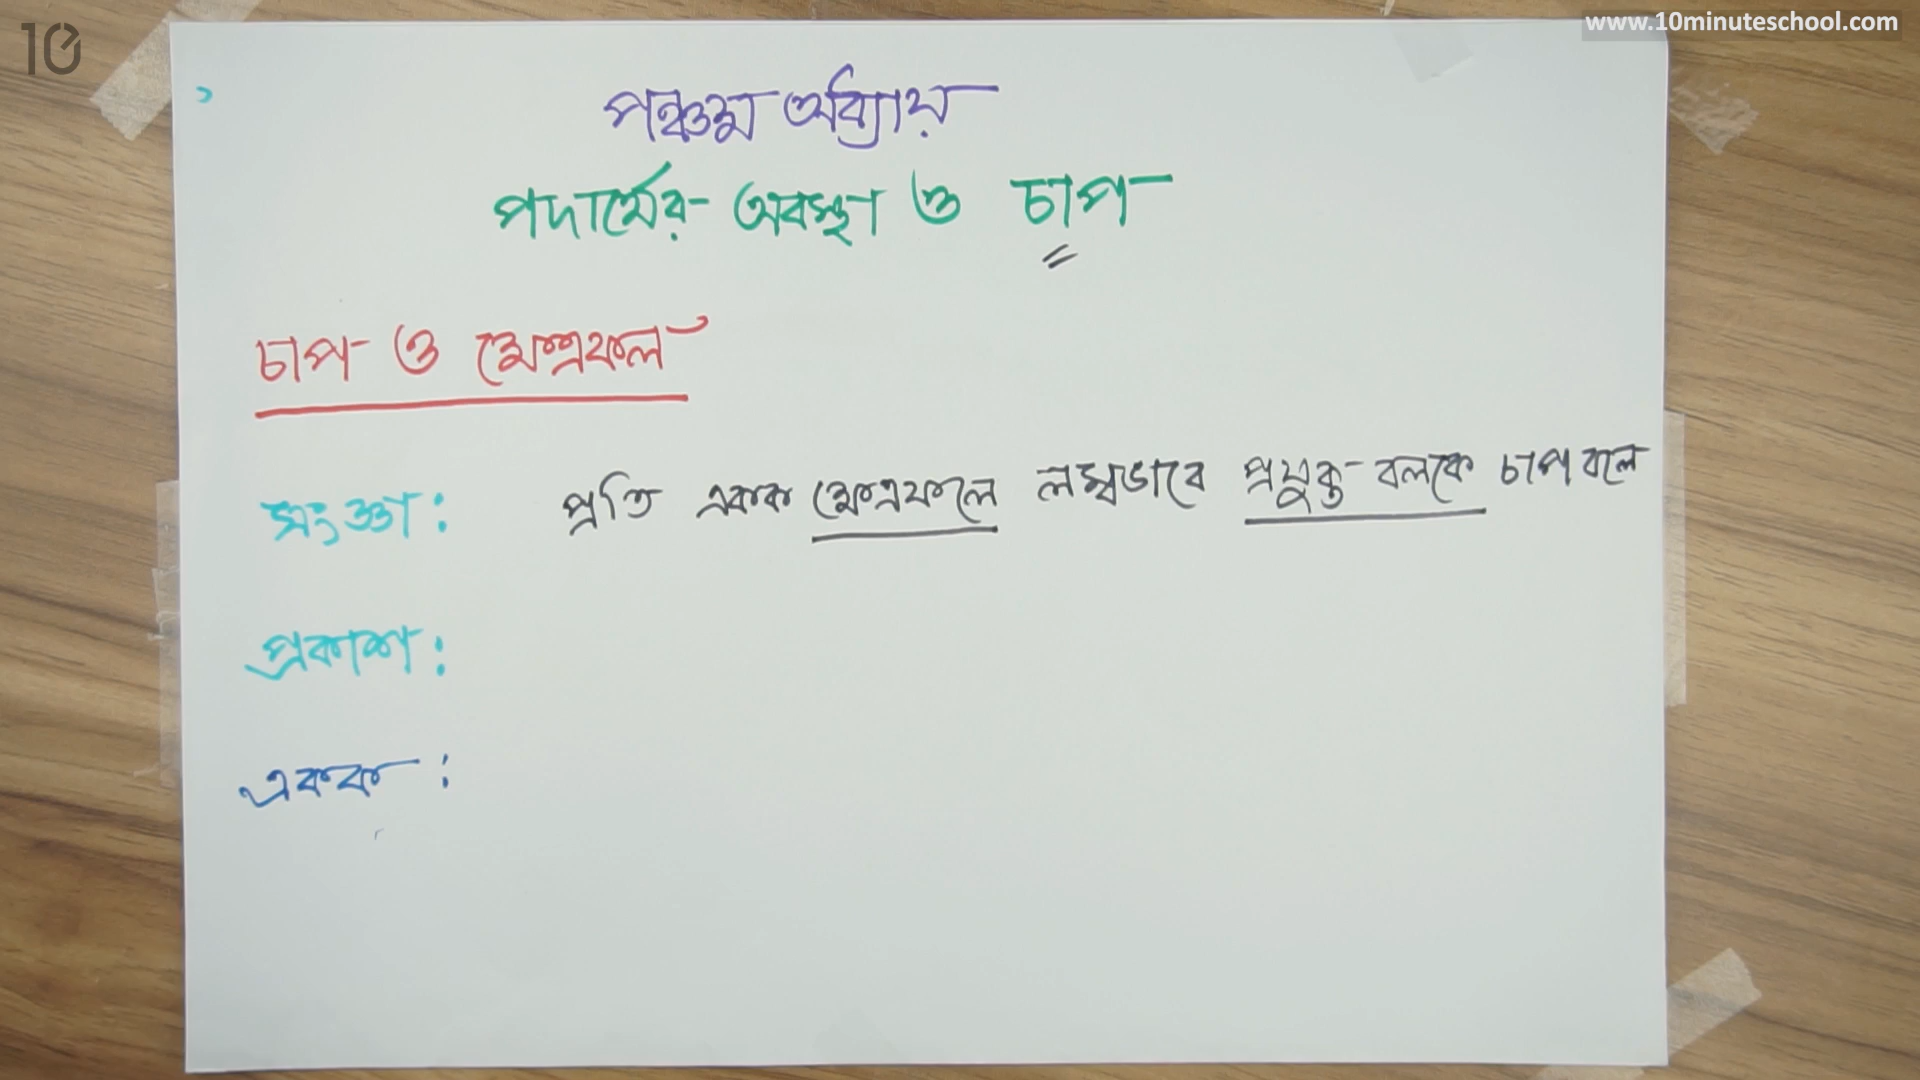 10
www.10minuteschool.com
পঞ্চম অধ্যায়
পদার্থের অবস্থা ও চাপ
চাপ ও ক্ষেত্রফল
সংজ্ঞা : প্রতি একক ক্ষেত্রফলে লম্বভাবে প্রযুক্ত বলকে চাপ বলে
প্রকাশ :
একক :